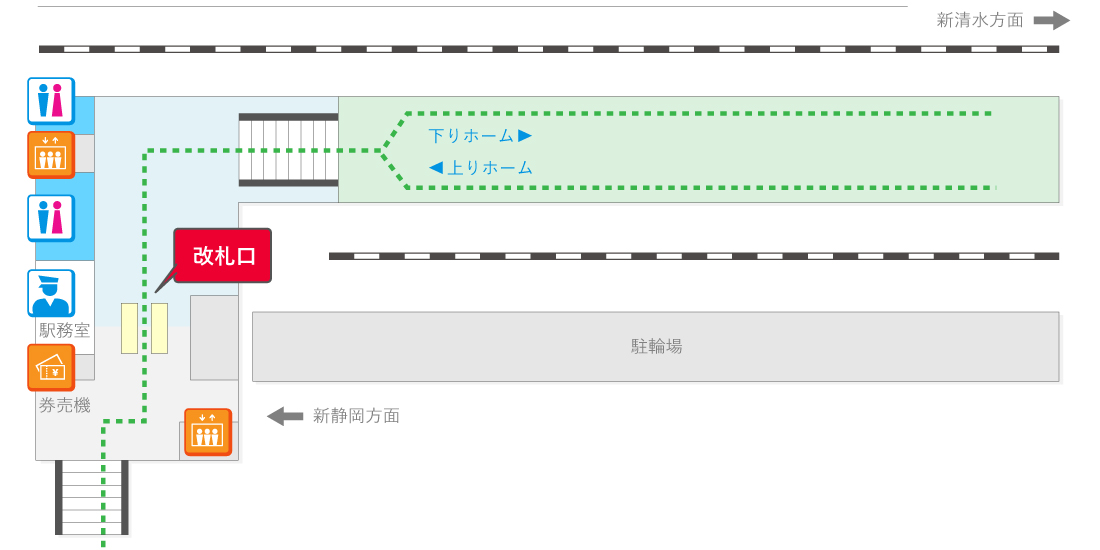 新清水方面
下りホーム
上りホーム
改札口
駅務室
駐輪場
¥
券売機
新静岡方面